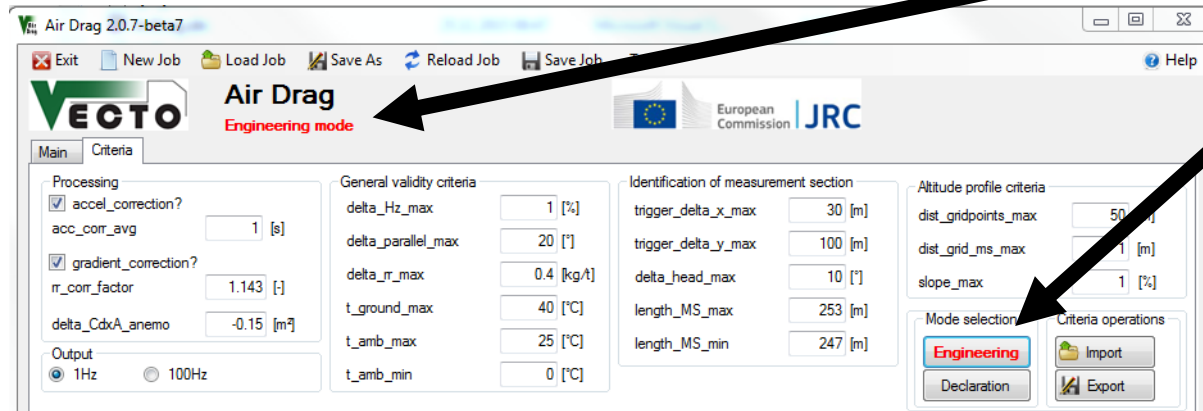 Air Drag 2.0.7-beta7
Exit New Job Load Job Save As Reload Job Save Job Help
VECTO Air Drag European Commission JRC
Engineering mode
Main Criteria
Processing
accel_correction?
acc_corr_avg 1 [s]
gradient_correction?
rr_corr_factor 1.143 [-]
delta_CdxA_anemo -0.15 [m²]
Output
1Hz 100Hz
General validity criteria
delta_Hz_max 1 [%]
delta_parallel_max 20 [°]
delta_rr_max 0.4 [kg/t]
t_ground_max 40 [°C]
t_amb_max 25 [°C]
t_amb_min 0 [°C]
Identification of measurement section
trigger_delta_x_max 30 [m]
trigger_delta_y_max 100 [m]
delta_head_max 10 [°]
length_MS_max 253 [m]
length_MS_min 247 [m]
Altitude profile criteria
dist_gridpoints_max 50
dist_grid_ms_max 1 [m]
slope_max 1 [%]
Mode selection
Engineering
Declaration
Criteria operations
Import
Export